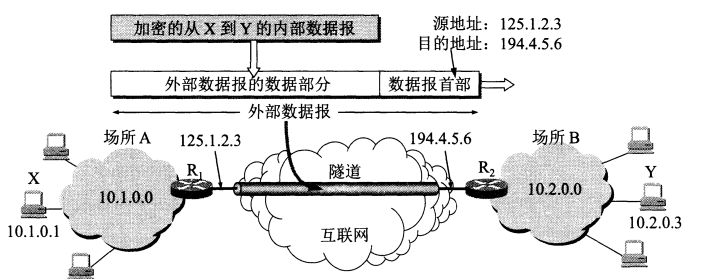 加密的从 X 到 Y 的内部数据报
源地址：125.1.2.3
目的地址：194.4.5.6
外部数据报的数据部分
数据报首部
外部数据报
场所 A
125.1.2.3
194.4.5.6
场所 B
X
R1
隧道
R2
Y
10.1.0.0
10.2.0.0
10.1.0.1
互联网
10.2.0.3